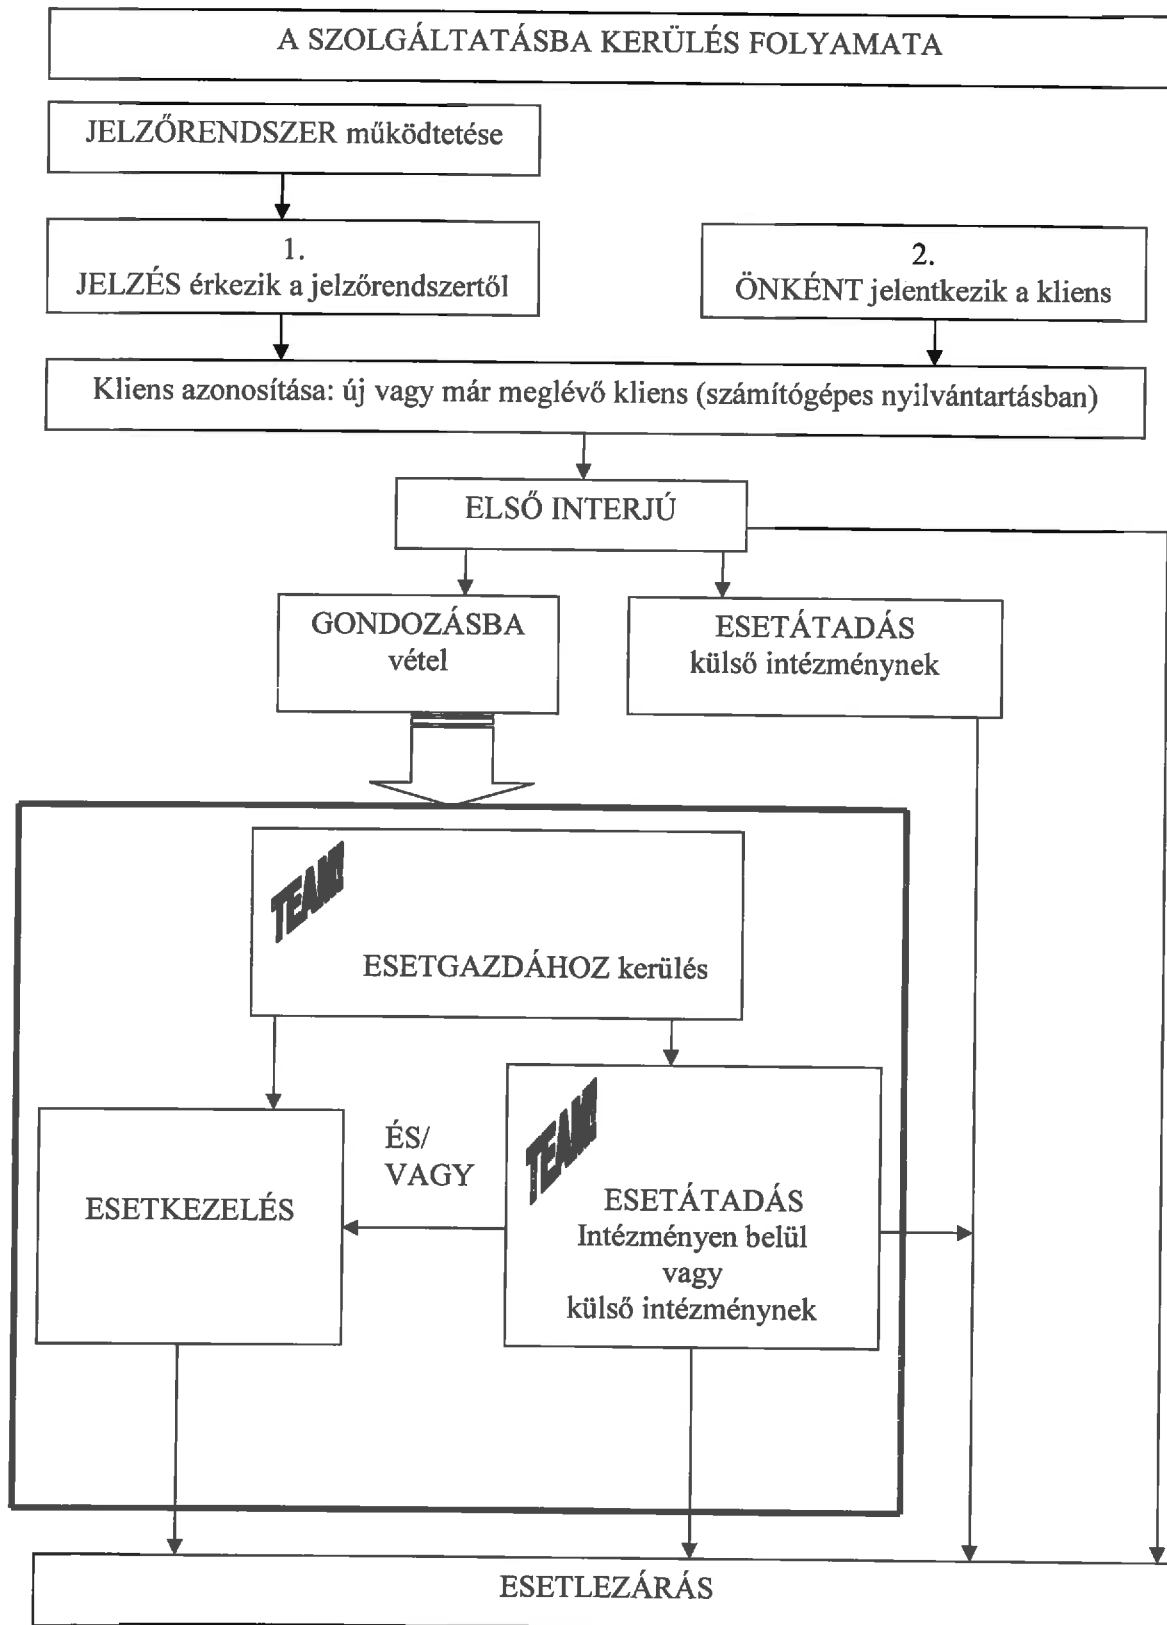 A SZOLGÁLTATÁSBA KERÜLÉS FOLYAMATA
JELZŐRENDSZER működtetése
1.
JELZÉS érkezik a jelzőrendszertől
2.
ÖNKÉNT jelentkezik a kliens
Kliens azonosítása: új vagy már meglévő kliens (számítógépes nyilvántartásban)
ELSŐ INTERJÚ
GONDOZÁSBA
vétel
ESETÁTADÁS
külső intézménynek
TEAM!
ESETGAZDÁHOZ kerülés
ESETKEZELÉS
ÉS/
VAGY
TEAM!
ESETÁTADÁS
Intézményen belül
vagy
külső intézménynek
ESETLEZÁRÁS